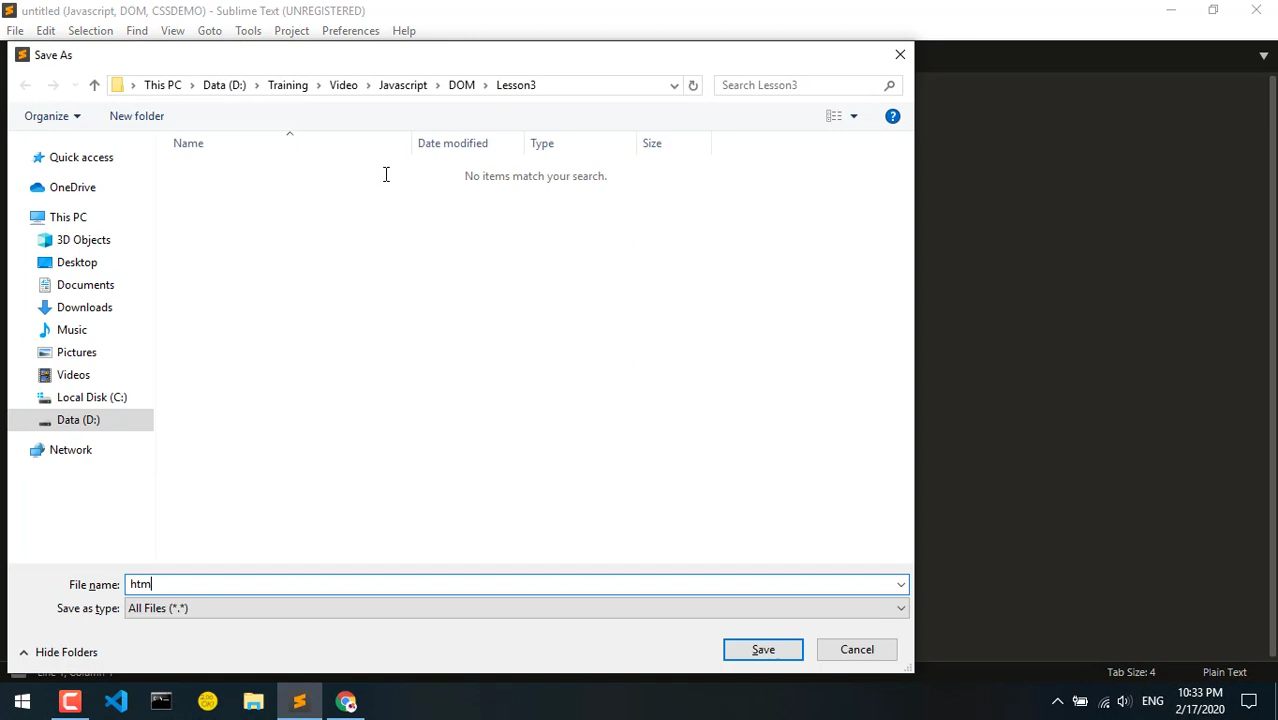 untitled (Javascript, DOM, CSSDEMO) - Sublime Text (UNREGISTERED)
File Edit Selection Find View Goto Tools Project Preferences Help
Save As
This PC Data (D:) Training Video Javascript DOM Lesson3
Search Lesson3
Organize New folder
Name Date modified Type Size
No items match your search.
Quick access
OneDrive
This PC
3D Objects
Desktop
Documents
Downloads
Music
Pictures
Videos
Local Disk (C:)
Data (D:)
Network
File name: htm
Save as type: All Files (*.*)
Hide Folders Save Cancel
Tab Size: 4 Plain Text
ENG
10:33 PM
2/17/2020